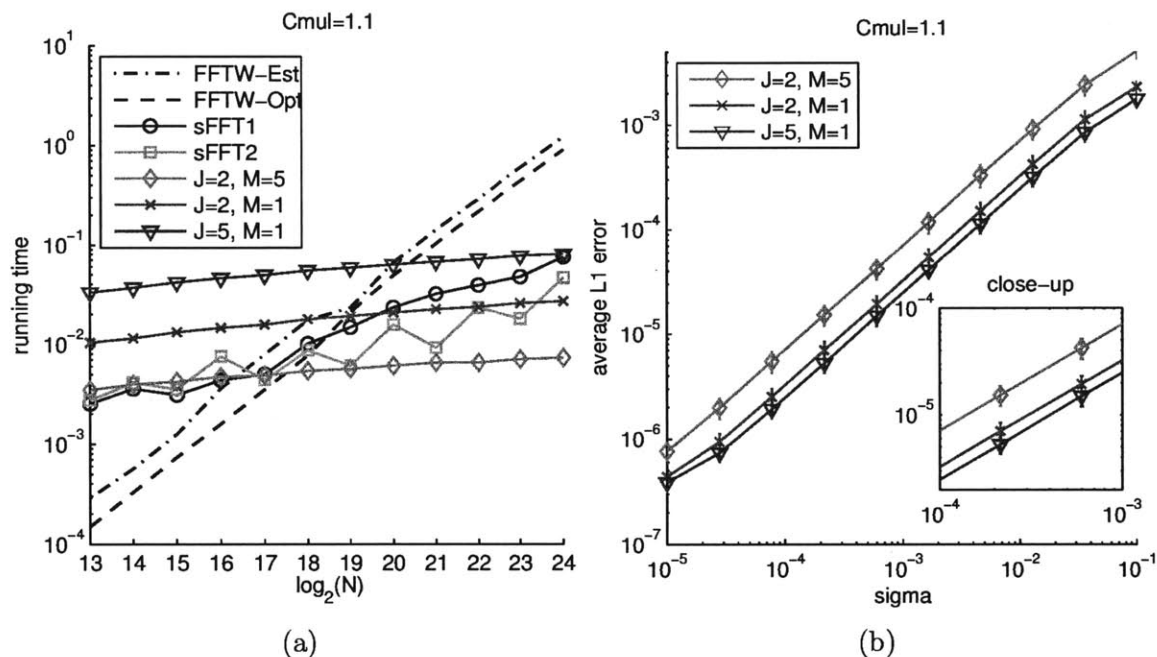 Cmul=1.1
10^1
10^0
10^-1
10^-2
10^-3
10^-4
running time
FFTW-Est
FFTW-Opt
sFFT1
sFFT2
J=2, M=5
J=2, M=1
J=5, M=1
13 14 15 16 17 18 19 20 21 22 23 24
log_2(N)
(a)
Cmul=1.1
J=2, M=5
J=2, M=1
J=5, M=1
10^-3
10^-4
10^-5
10^-6
10^-7
average L1 error
close-up
10^-4
10^-5
10^-4 10^-3
10^-5 10^-4 10^-3 10^-2 10^-1
sigma
(b)